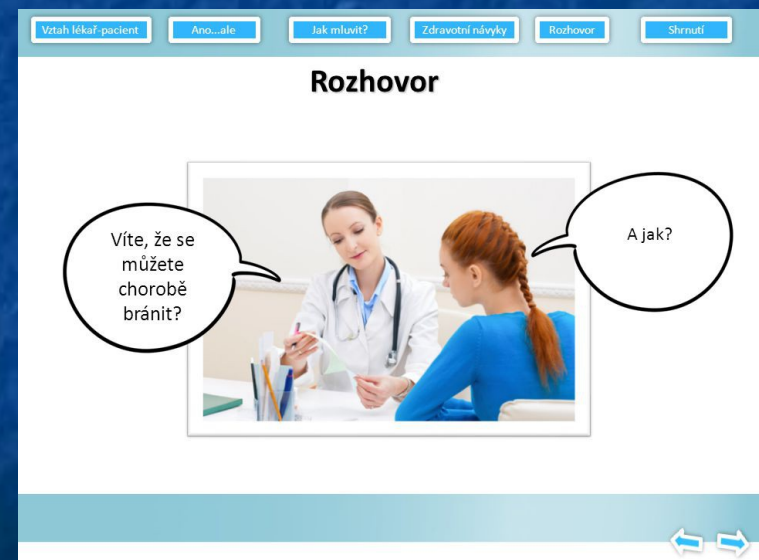 Vztah lékař-pacient
Ano...ale
Jak mluvit?
Zdravotní návyky
Rozhovor
Shrnutí
Rozhovor
Víte, že se
můžete
chorobě
bránit?
A jak?